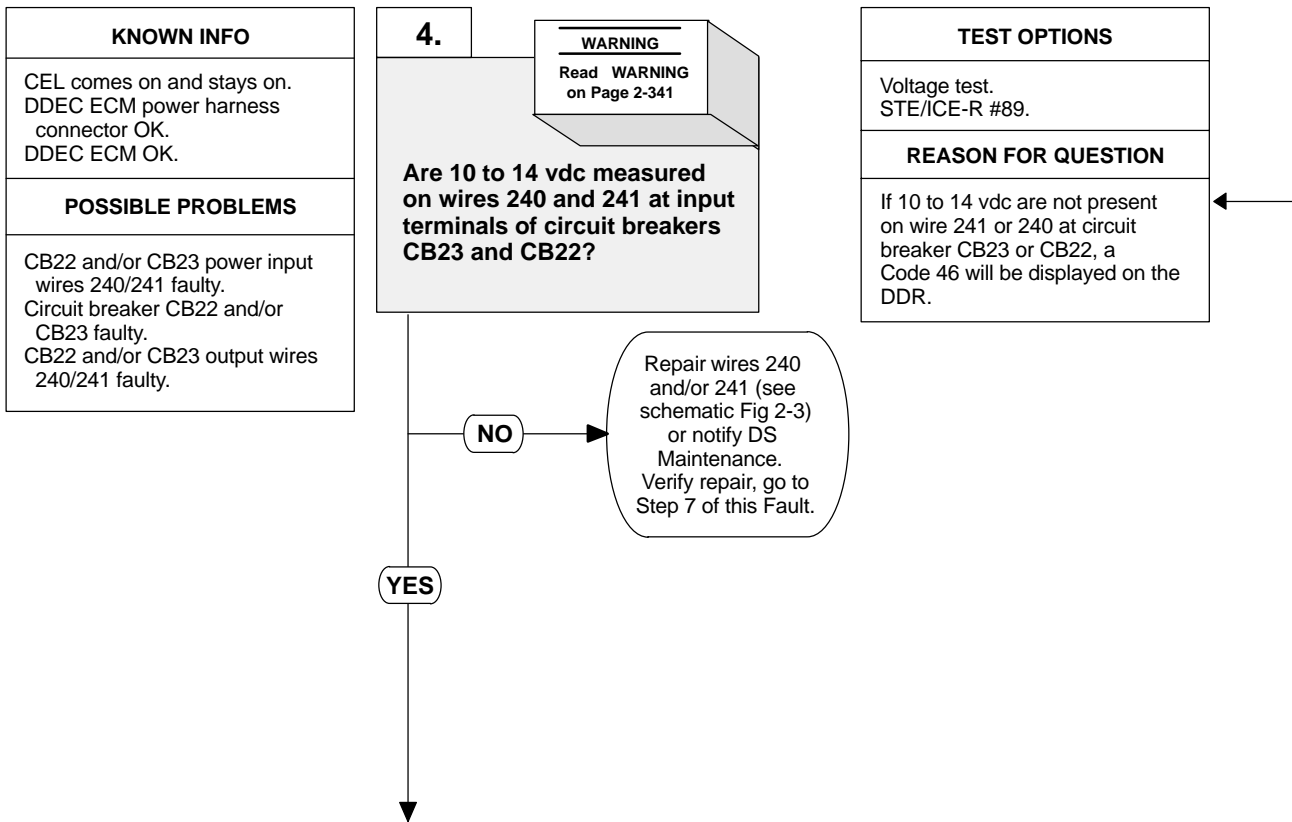 KNOWN INFO
CEL comes on and stays on.
DDEC ECM power harness
connector OK.
DDEC ECM OK.
POSSIBLE PROBLEMS
CB22 and/or CB23 power input
wires 240/241 faulty.
Circuit breaker CB22 and/or
CB23 faulty.
CB22 and/or CB23 output wires
240/241 faulty.
4.
WARNING
Read WARNING
on Page 2-341
Are 10 to 14 vdc measured
on wires 240 and 241 at input
terminals of circuit breakers
CB23 and CB22?
TEST OPTIONS
Voltage test.
STE/ICE-R #89.
REASON FOR QUESTION
If 10 to 14 vdc are not present
on wire 241 or 240 at circuit
breaker CB23 or CB22, a
Code 46 will be displayed on the
DDR.
NO
Repair wires 240
and/or 241 (see
schematic Fig 2-3)
or notify DS
Maintenance.
Verify repair, go to
Step 7 of this Fault.
YES